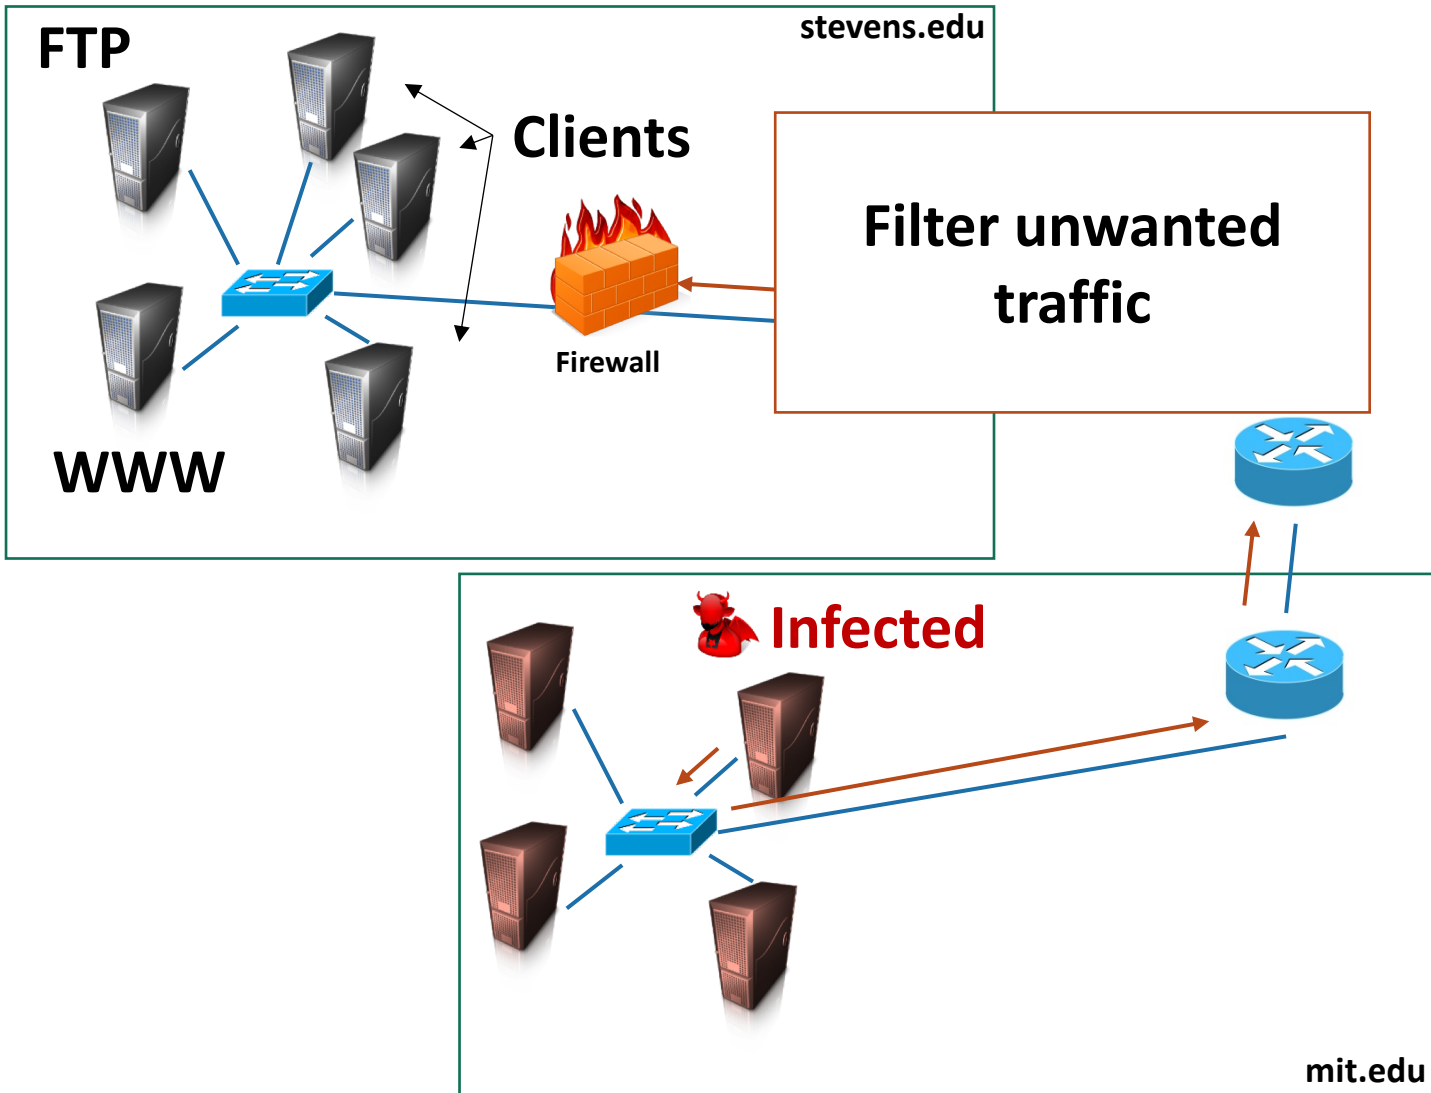 stevens.edu
FTP
Clients
Filter unwanted
traffic
Firewall
WWW
Infected
mit.edu